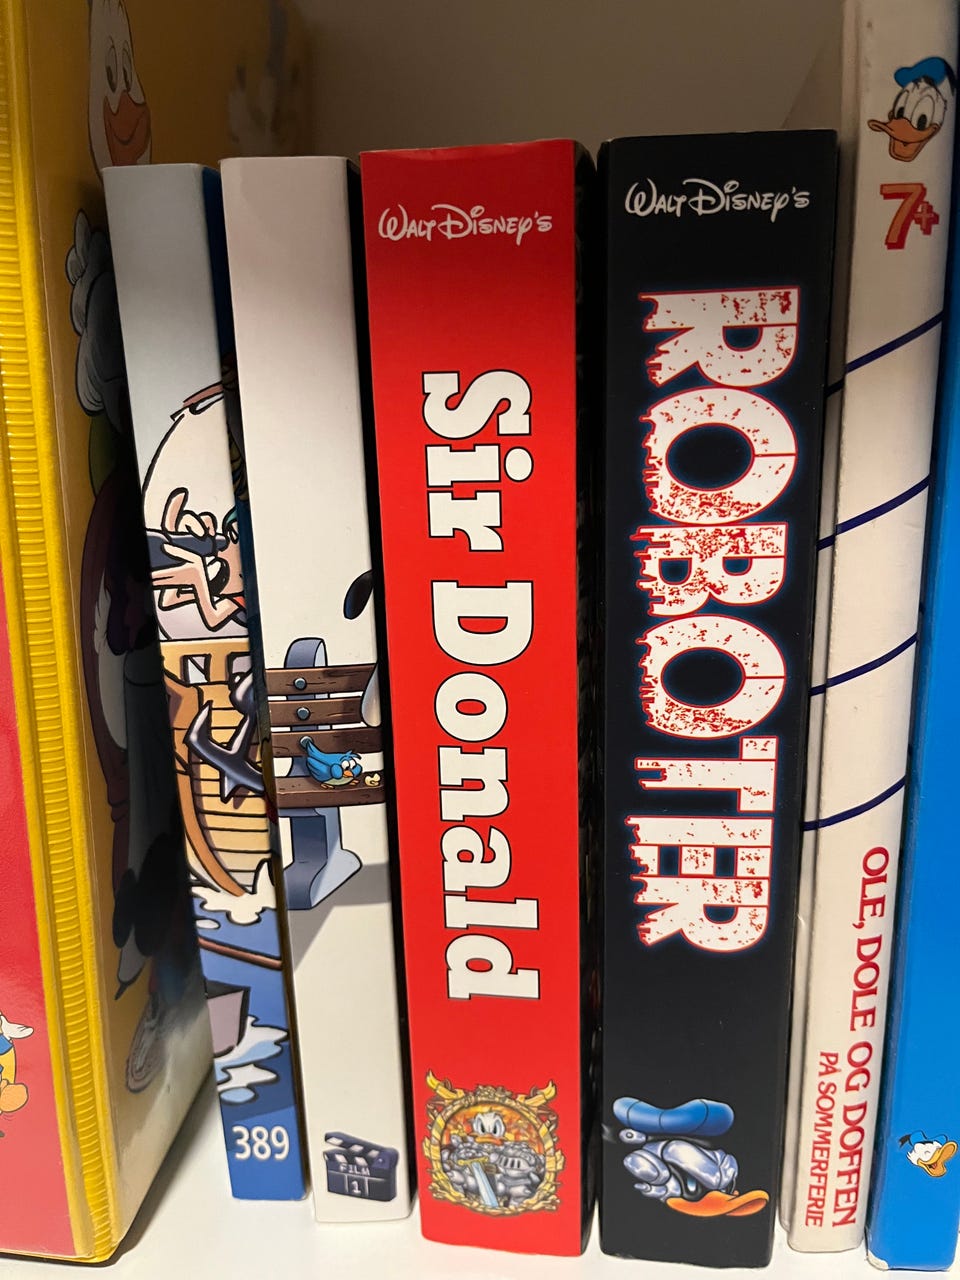 389
FILM
1
WALT DISNEY'S
Sir Donald
WALT DISNEY'S
ROBOTER
7+
OLE, DOLE OG DOFFEN
PÅ SOMMERFERIE